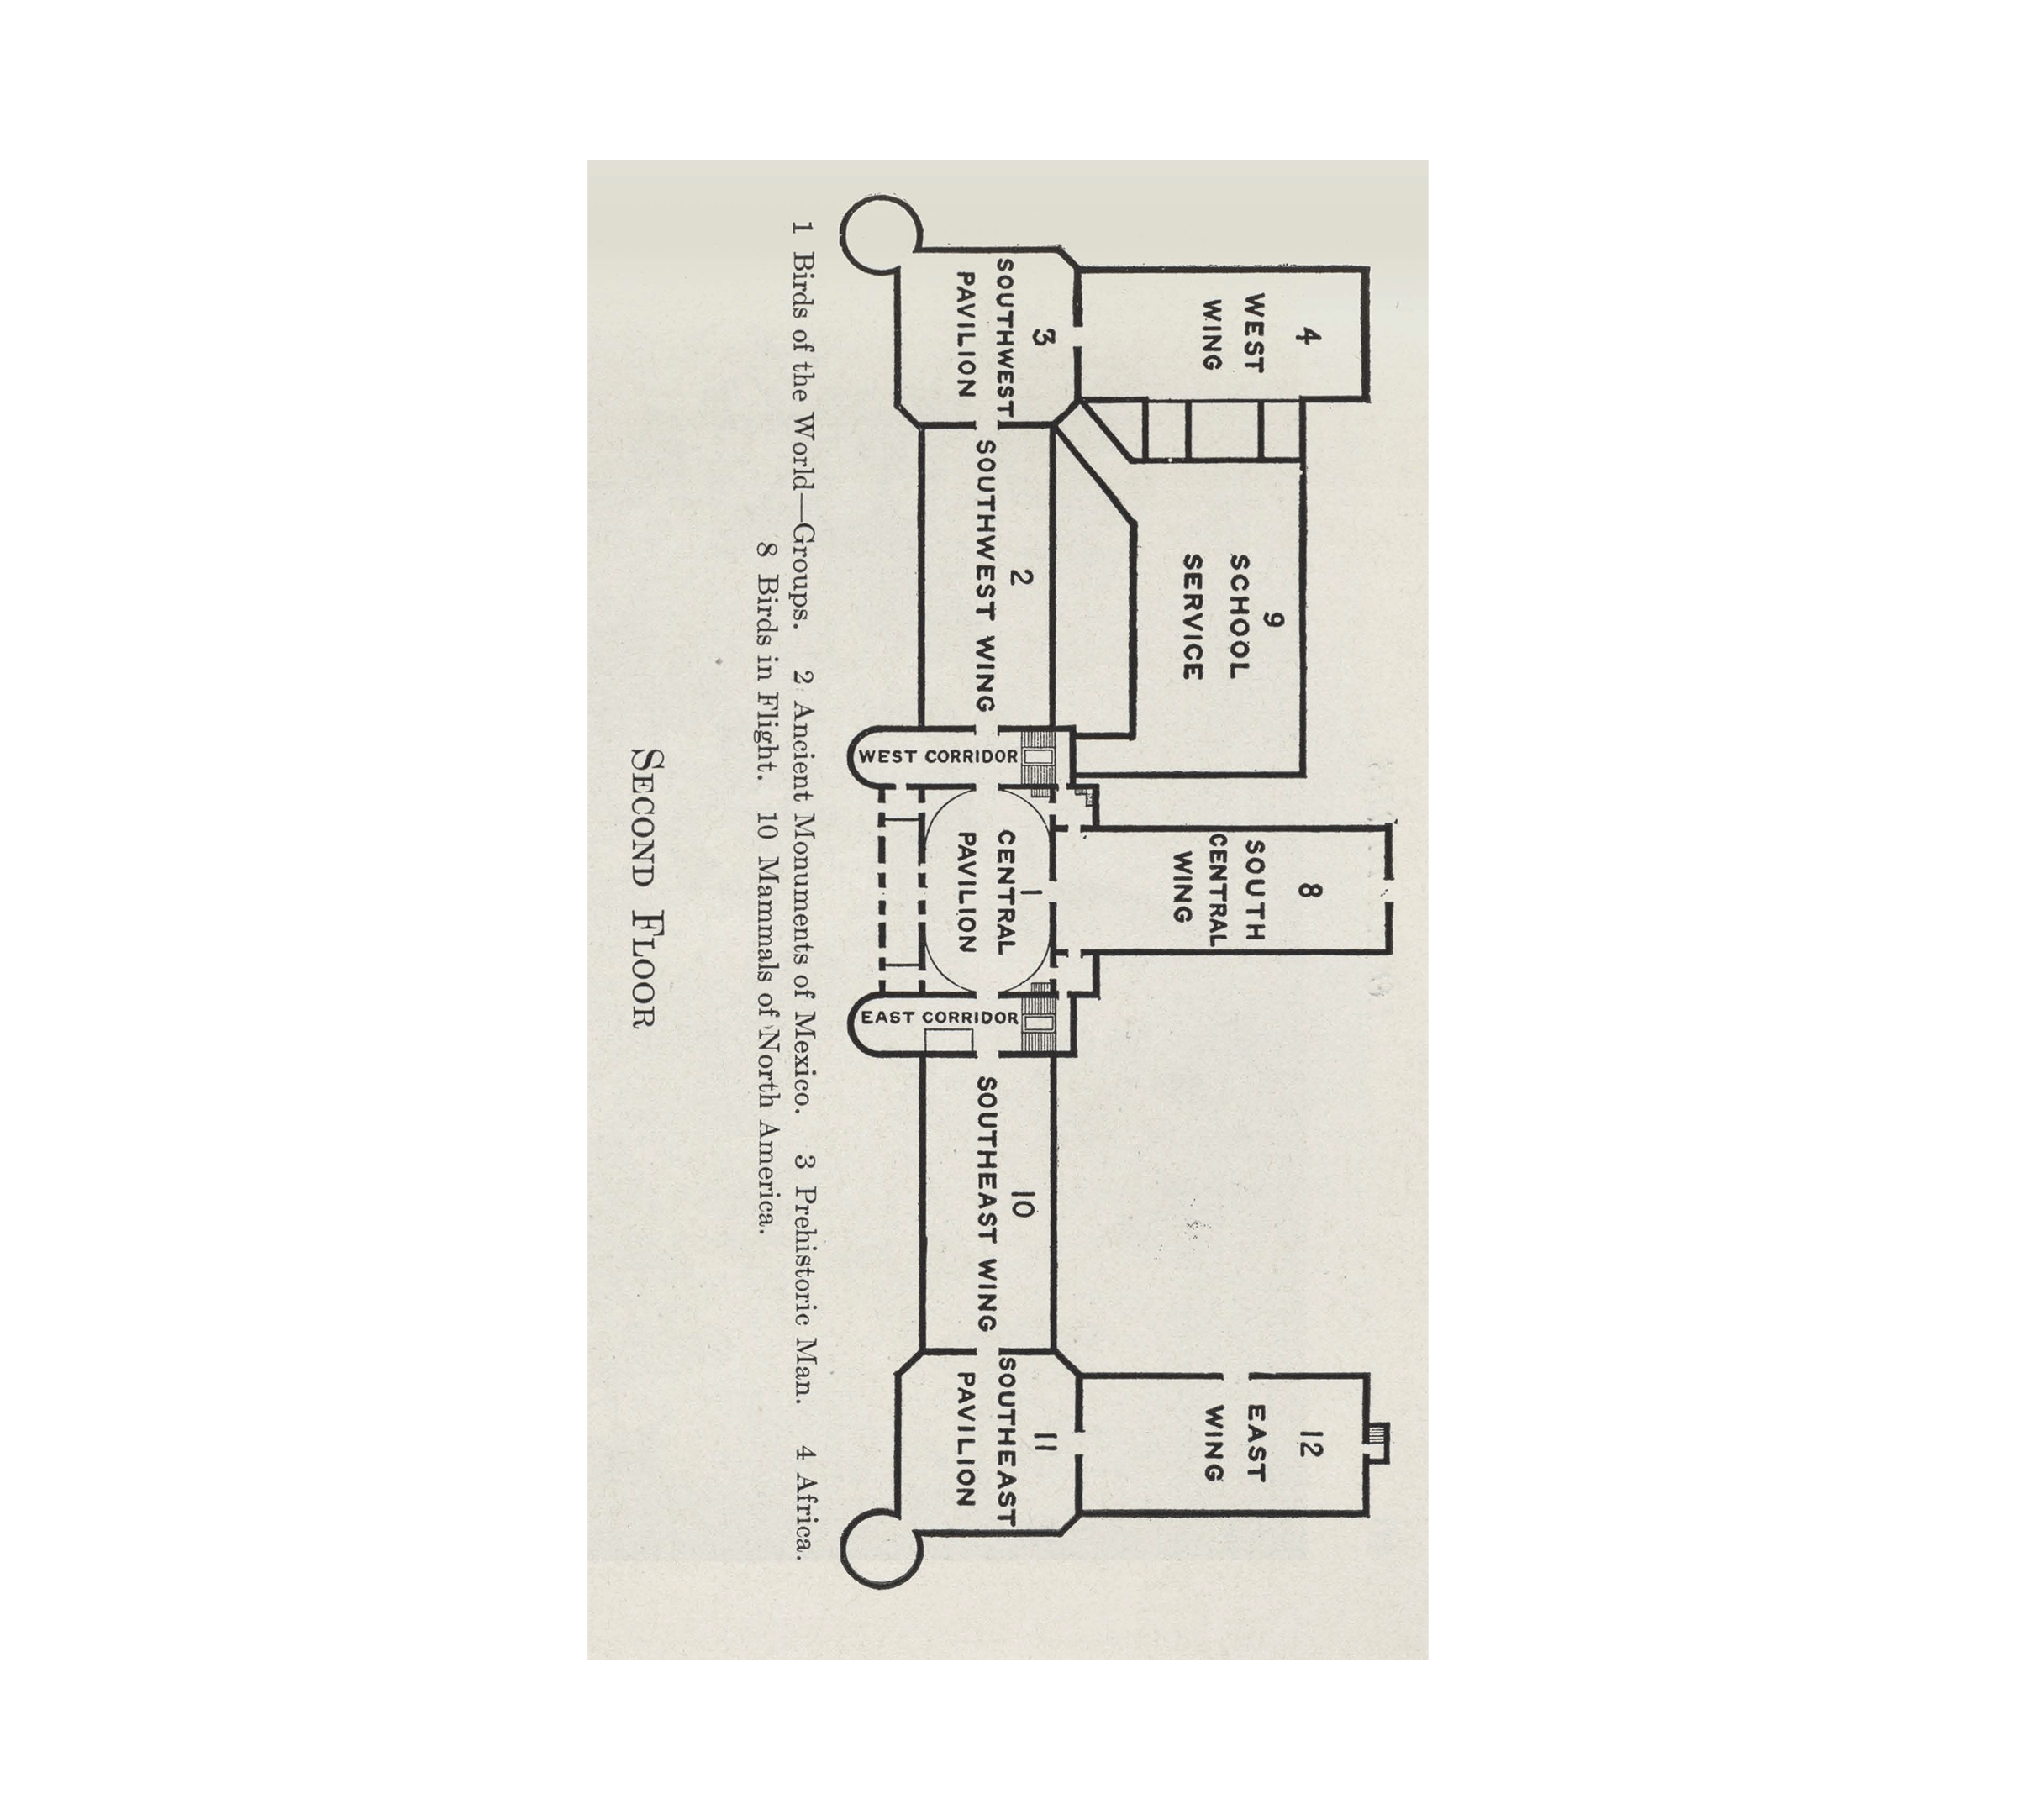 4
WEST
WING
9
SCHOOL
SERVICE
8
SOUTH
CENTRAL
WING
12
EAST
WING
3
SOUTHWEST
PAVILION
2
SOUTHWEST WING
WEST CORRIDOR
1
CENTRAL
PAVILION
EAST CORRIDOR
10
SOUTHEAST WING
11
SOUTHEAST
PAVILION
1 Birds of the World—Groups. 2 Ancient Monuments of Mexico. 3 Prehistoric Man. 4 Africa.
8 Birds in Flight. 10 Mammals of North America.
SECOND FLOOR